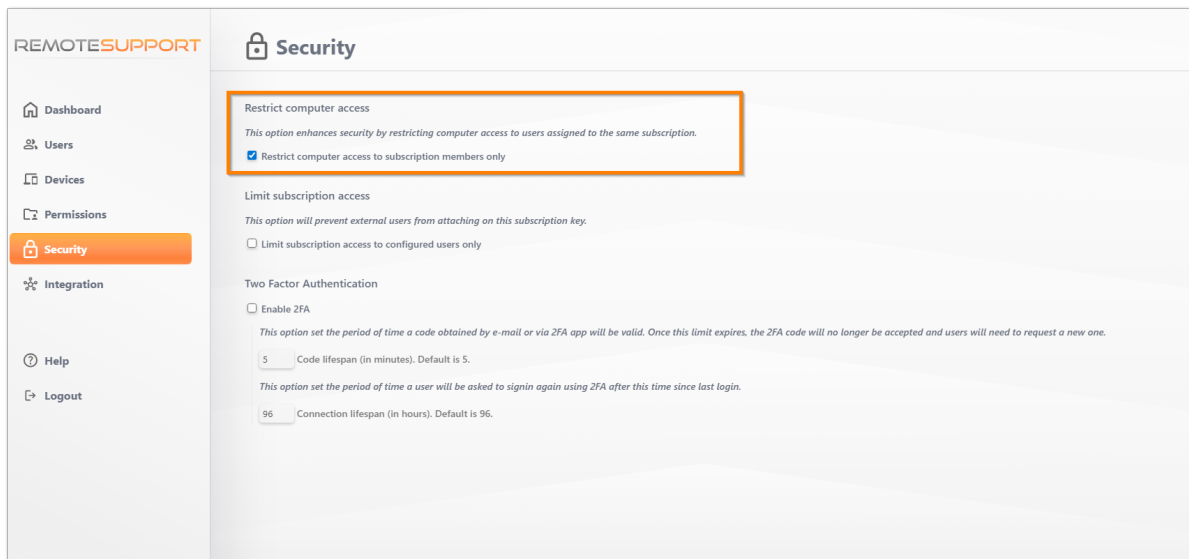 REMOTESUPPORT
Security
Dashboard
Users
Devices
Permissions
Security
Integration
Help
Logout
Restrict computer access
This option enhances security by restricting computer access to users assigned to the same subscription.
Restrict computer access to subscription members only
Limit subscription access
This option will prevent external users from attaching on this subscription key.
Limit subscription access to configured users only
Two Factor Authentication
Enable 2FA
This option set the period of time a code obtained by e-mail or via 2FA app will be valid. Once this limit expires, the 2FA code will no longer be accepted and users will need to request a new one.
5 Code lifespan (in minutes). Default is 5.
This option set the period of time a user will be asked to signin again using 2FA after this time since last login.
96 Connection lifespan (in hours). Default is 96.